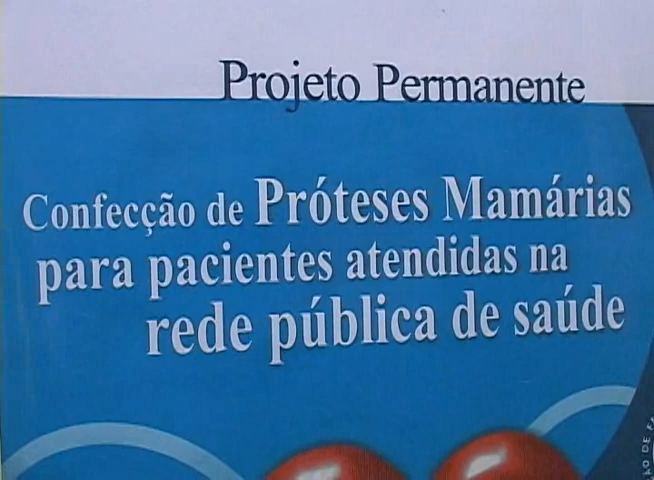 Projeto Permanente
Confecção de Próteses Mamárias
para pacientes atendidas na
rede pública de saúde